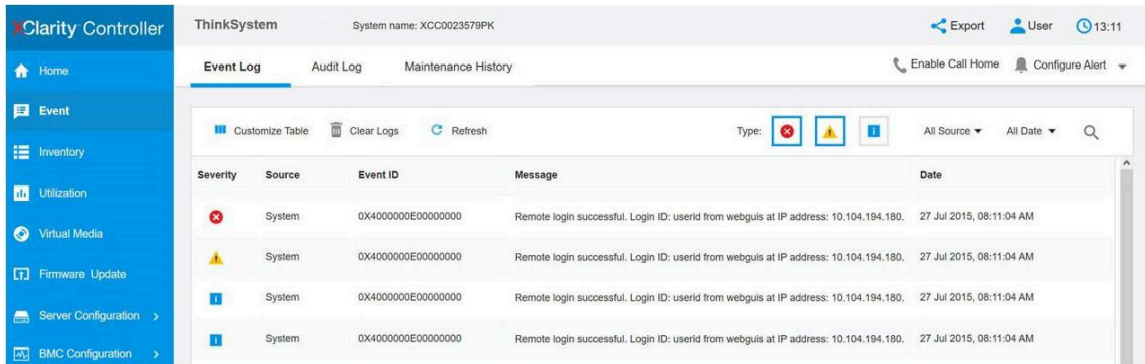 XClarity Controller
ThinkSystem
System name: XCC0023579PK
Export
User
13:11
Home
Event
Inventory
Utilization
Virtual Media
Firmware Update
Server Configuration >
BMC Configuration >
Event Log
Audit Log
Maintenance History
Enable Call Home
Configure Alert
Customize Table
Clear Logs
Refresh
Type:
All Source
All Date
Severity Source Event ID Message Date
System 0X4000000E00000000 Remote login successful. Login ID: userid from webguis at IP address: 10.104.194.180. 27 Jul 2015, 08:11:04 AM
System 0X4000000E00000000 Remote login successful. Login ID: userid from webguis at IP address: 10.104.194.180. 27 Jul 2015, 08:11:04 AM
System 0X4000000E00000000 Remote login successful. Login ID: userid from webguis at IP address: 10.104.194.180. 27 Jul 2015, 08:11:04 AM
System 0X4000000E00000000 Remote login successful. Login ID: userid from webguis at IP address: 10.104.194.180. 27 Jul 2015, 08:11:04 AM